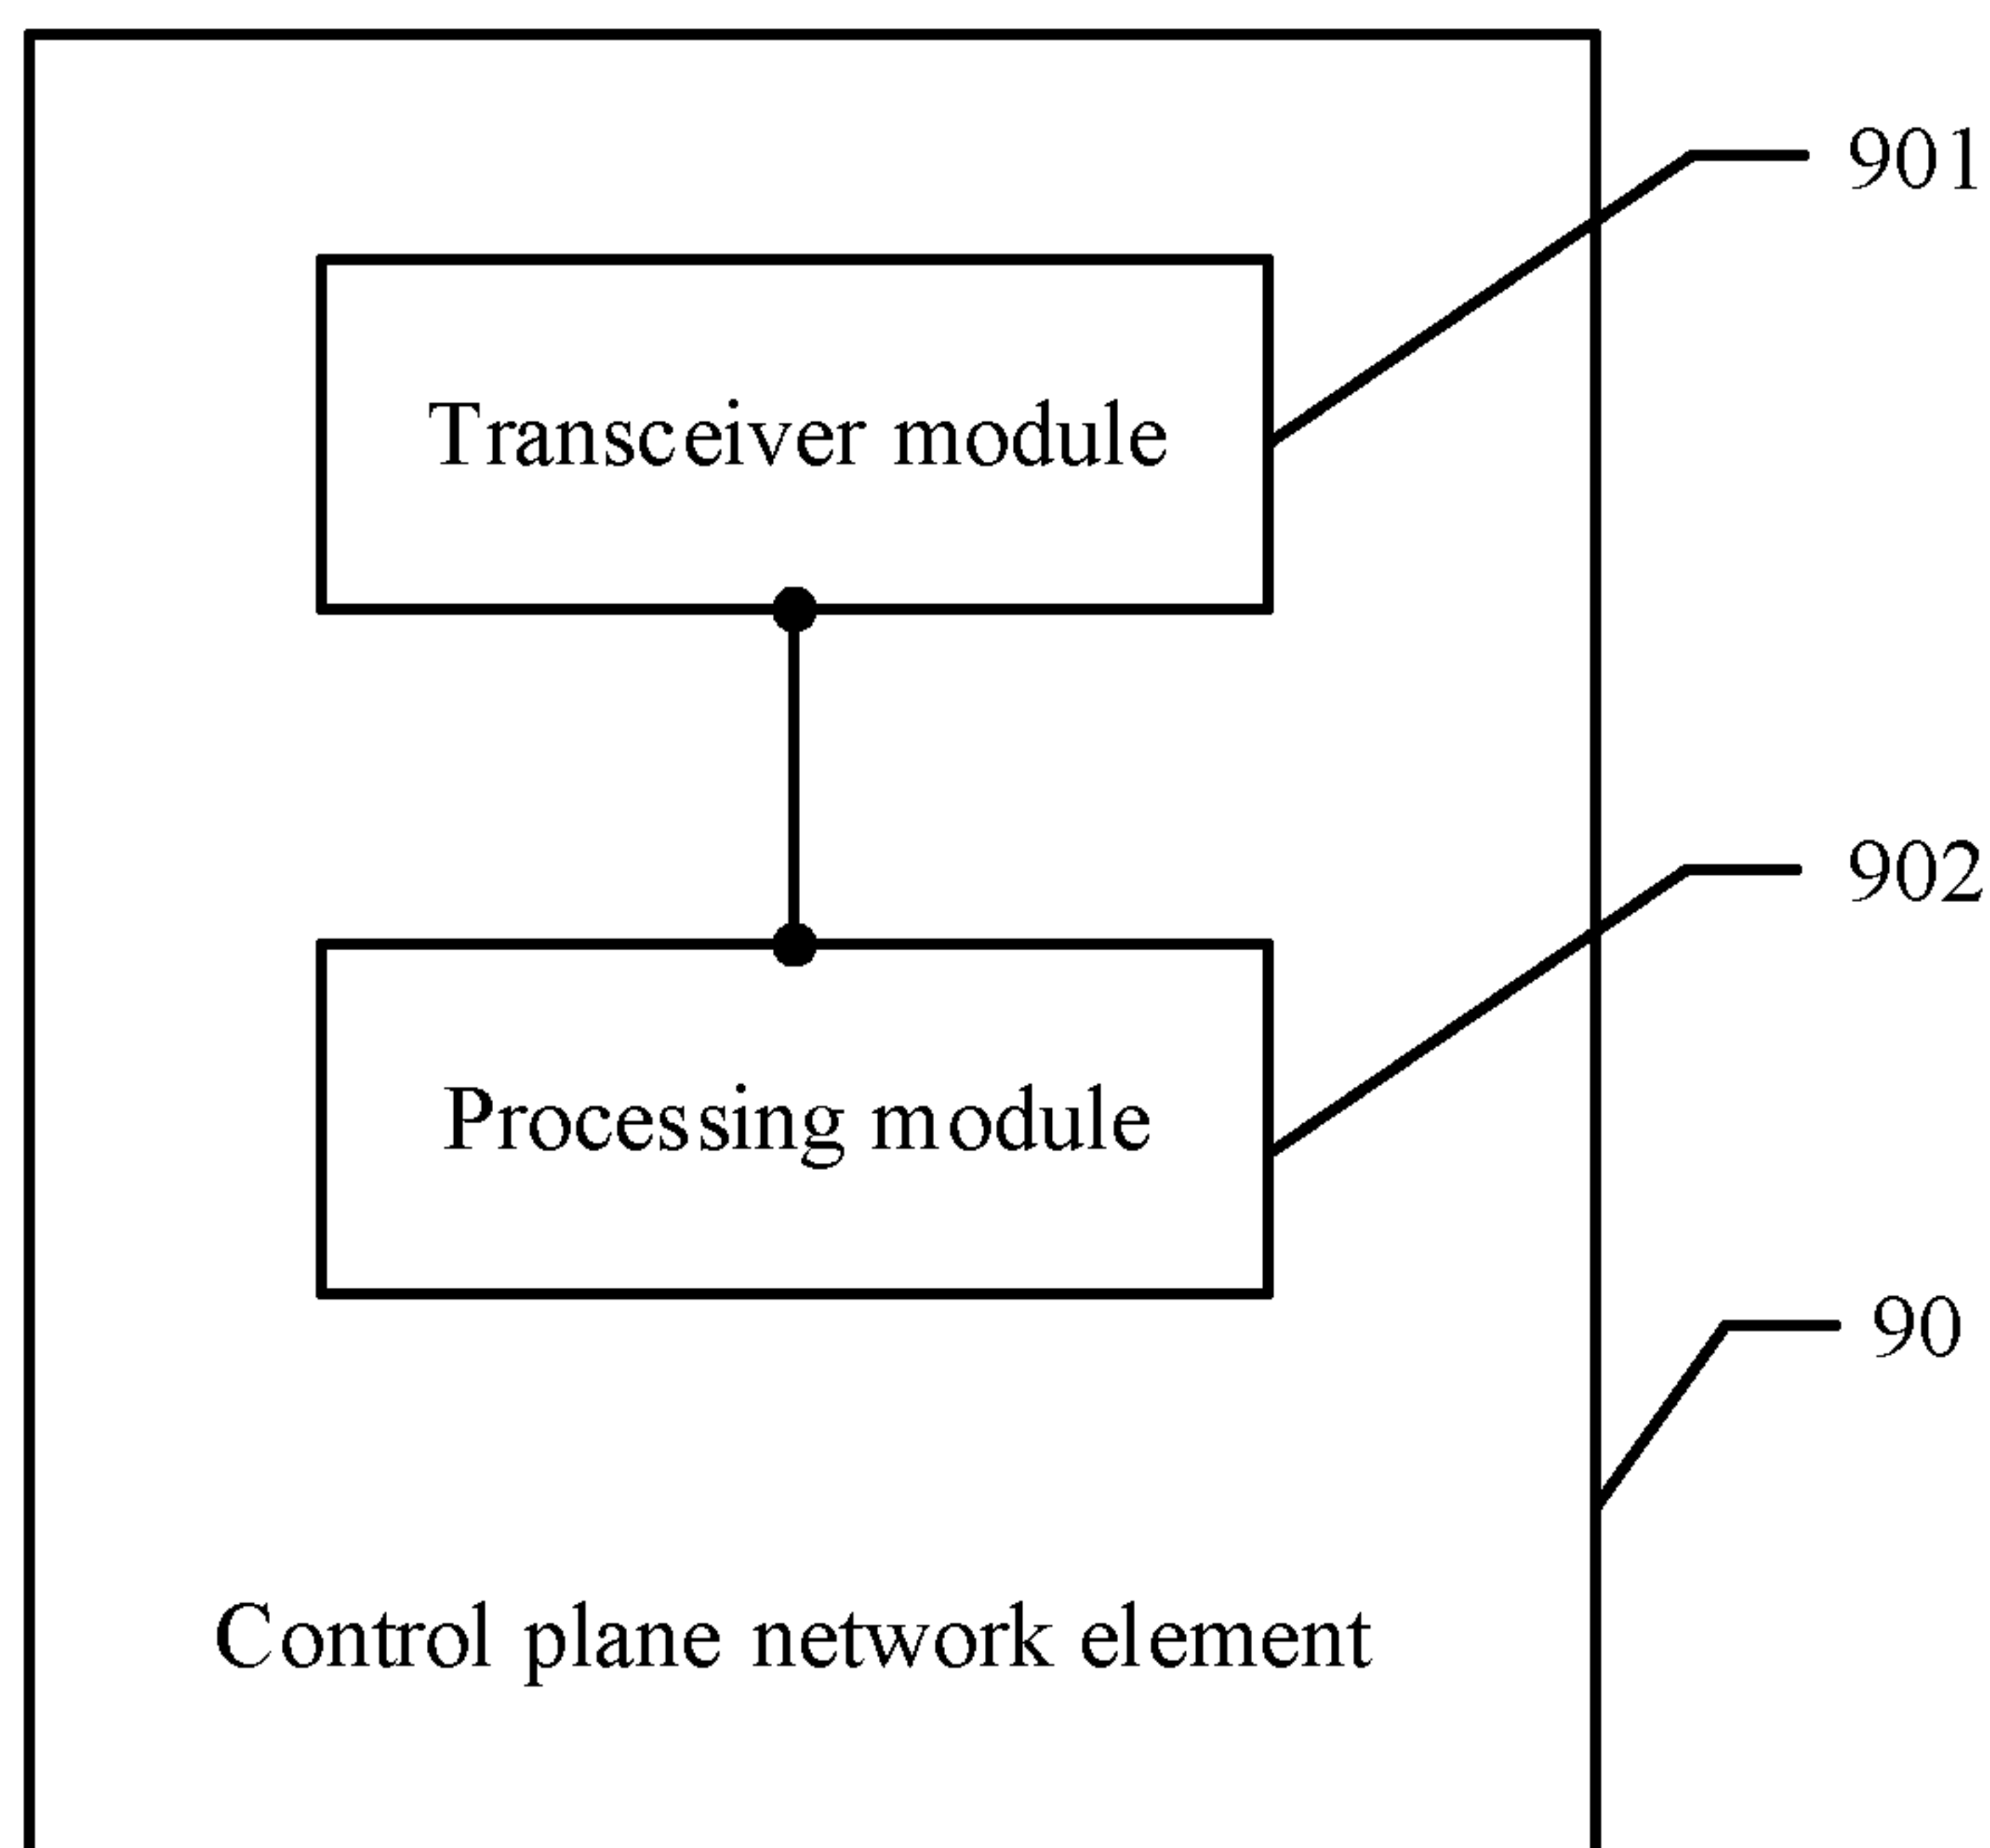 901
Transceiver module
902
Processing module
90
Control plane network element